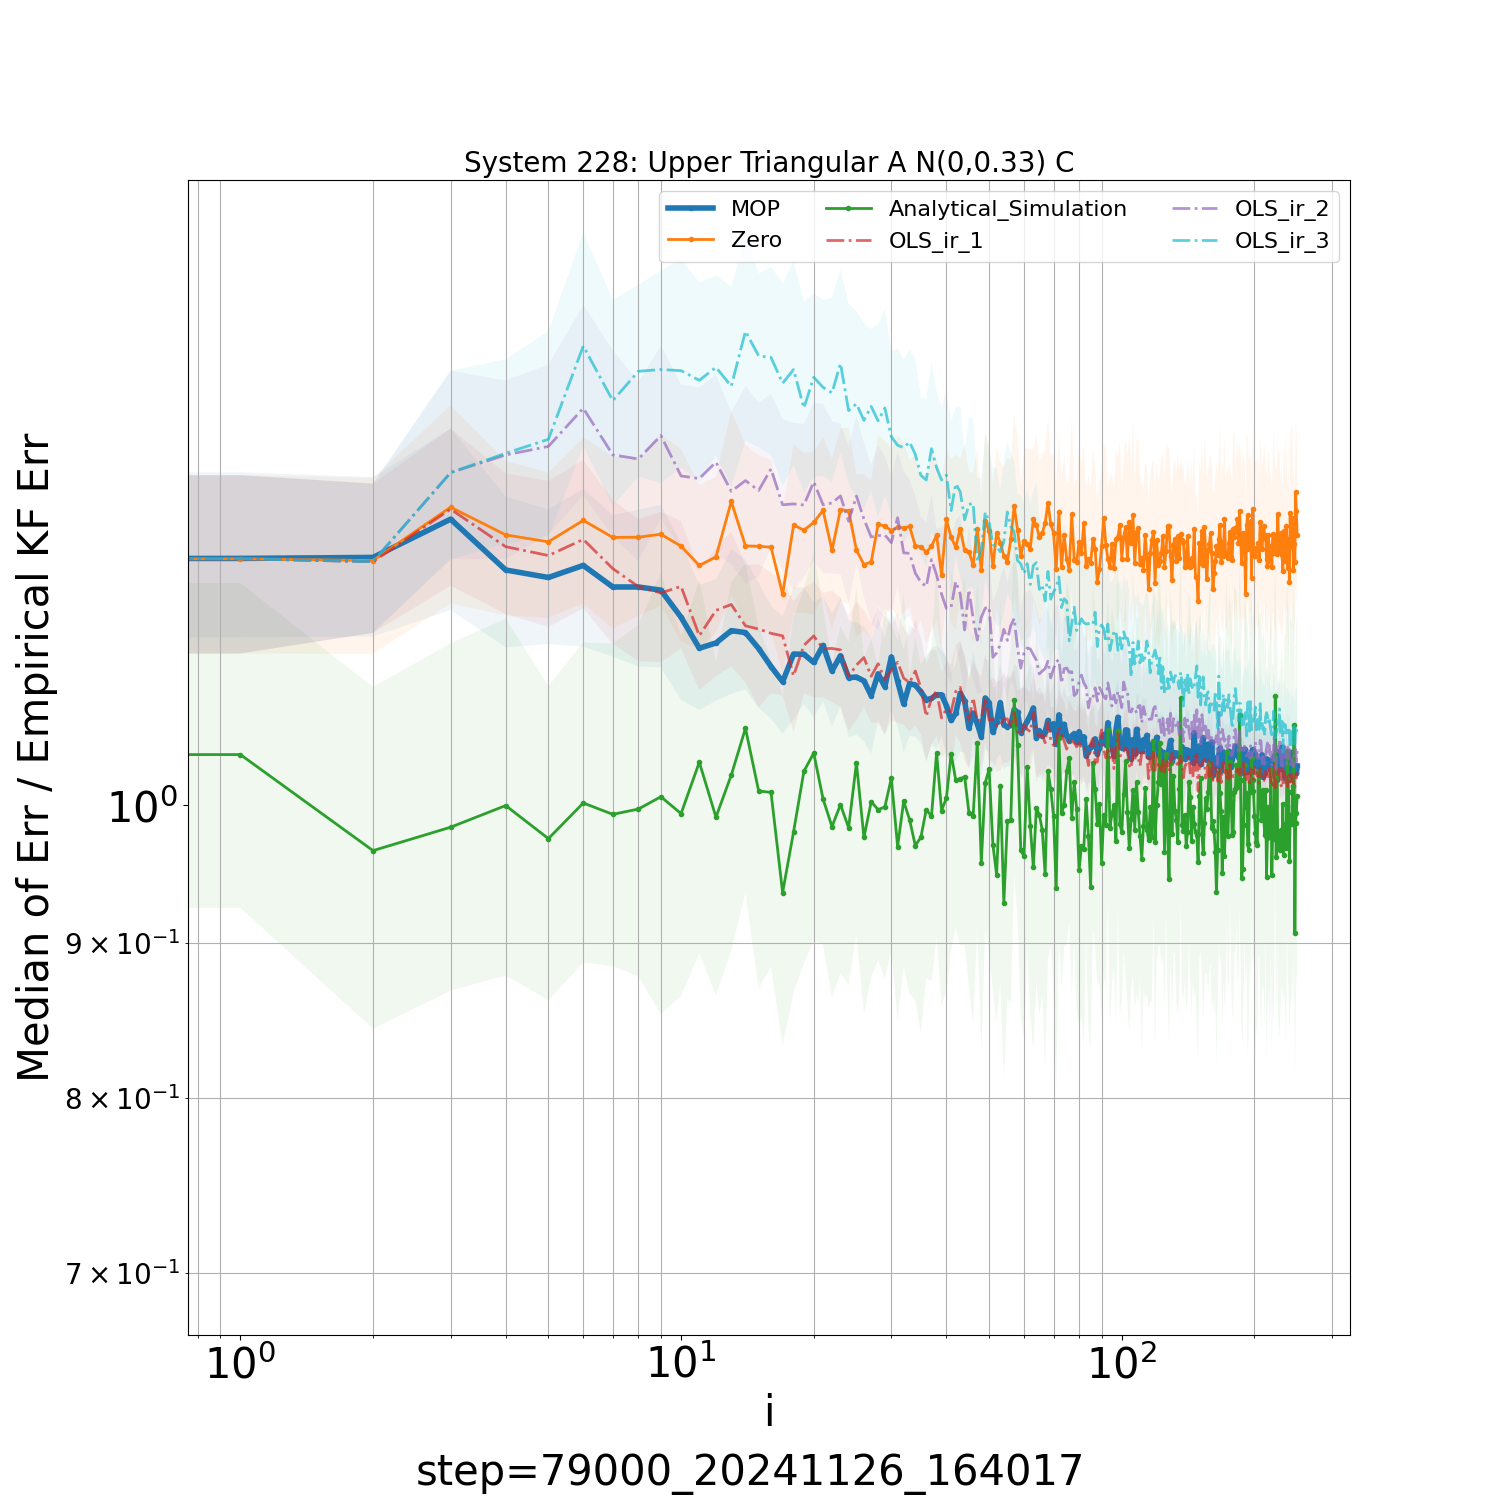 System 228: Upper Triangular A N(0,0.33) C
MOP
Zero
Analytical_Simulation
OLS_ir_1
OLS_ir_2
OLS_ir_3
Median of Err / Empirical KF Err
10⁰
9 × 10⁻¹
8 × 10⁻¹
7 × 10⁻¹
10⁰ 10¹ 10²
i
step=79000_20241126_164017